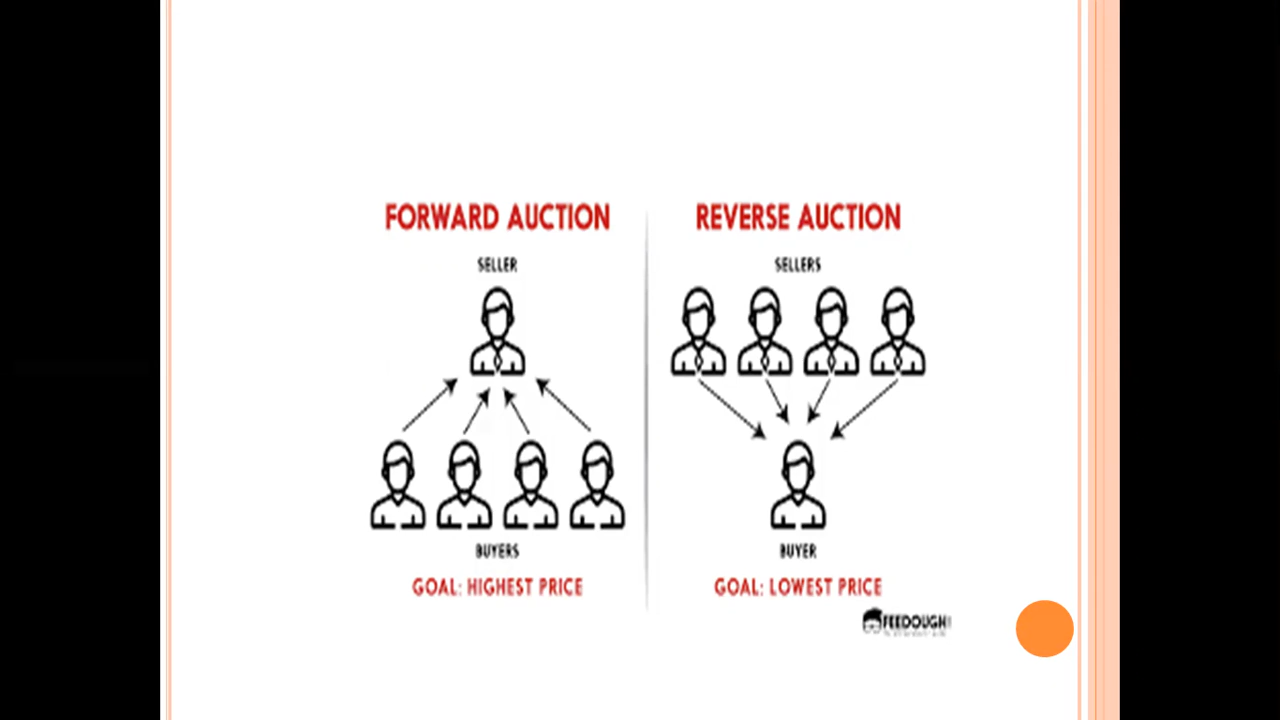 FORWARD AUCTION
SELLER
BUYERS
GOAL: HIGHEST PRICE
REVERSE AUCTION
SELLERS
BUYER
GOAL: LOWEST PRICE
FEEDOUGH